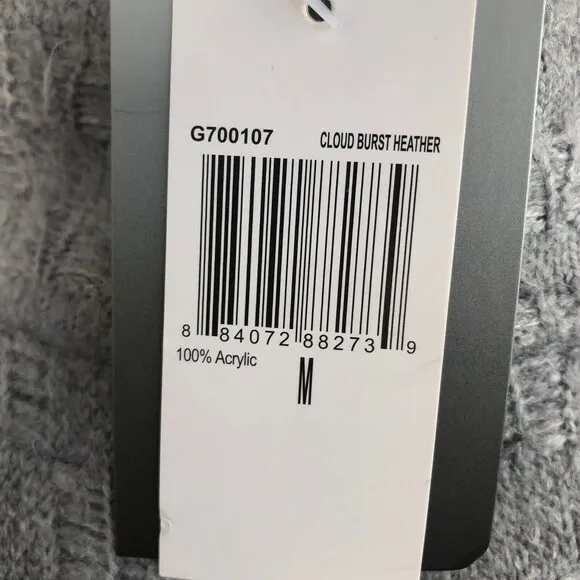 G700107 CLOUD BURST HEATHER
8 84072 88273 9
100% Acrylic
M